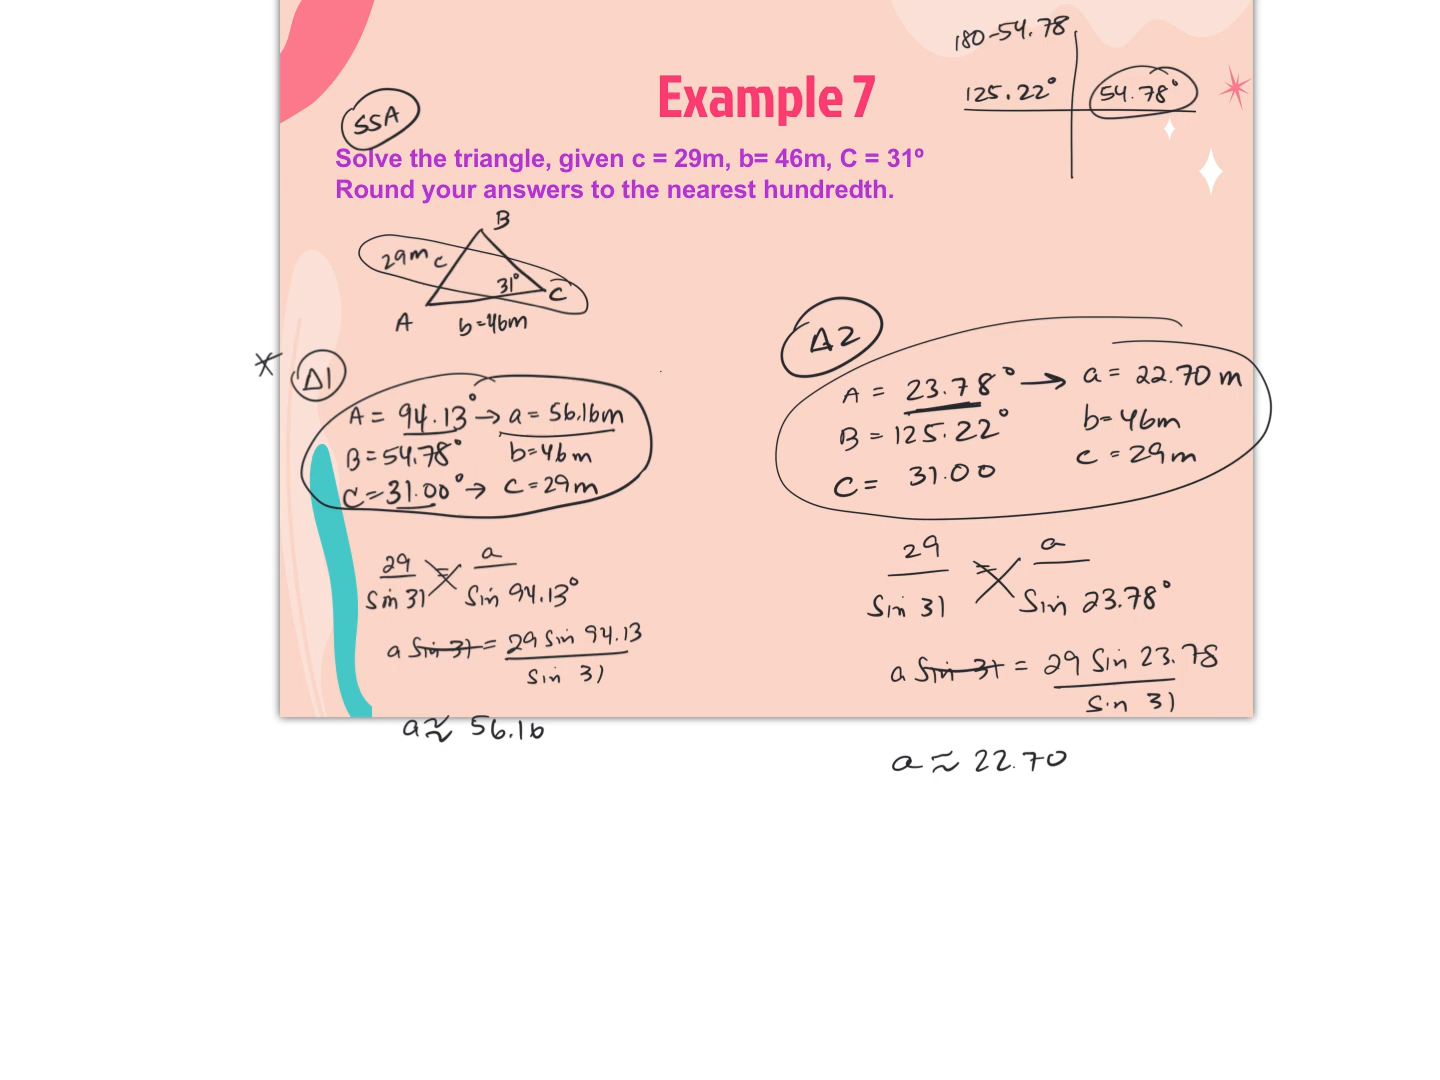 180-54.78
125.22° 54.78°
Example 7
SSA
Solve the triangle, given c = 29m, b= 46m, C = 31º
Round your answers to the nearest hundredth.
B
29m c
31°
C
A
b=46m
Δ1
A = 94.13° → a = 56.16m
B = 54.78° b=46m
C = 31.00° → c = 29m
29 / sin 31 = a / sin 94.13°
a sin 31 = 29 sin 94.13 / sin 31
a ≈ 56.16
Δ2
A = 23.78° → a = 22.70 m
B = 125.22° b=46m
C = 31.00 c = 29m
29 / sin 31 = a / sin 23.78°
a sin 31 = 29 sin 23.78 / sin 31
a ≈ 22.70